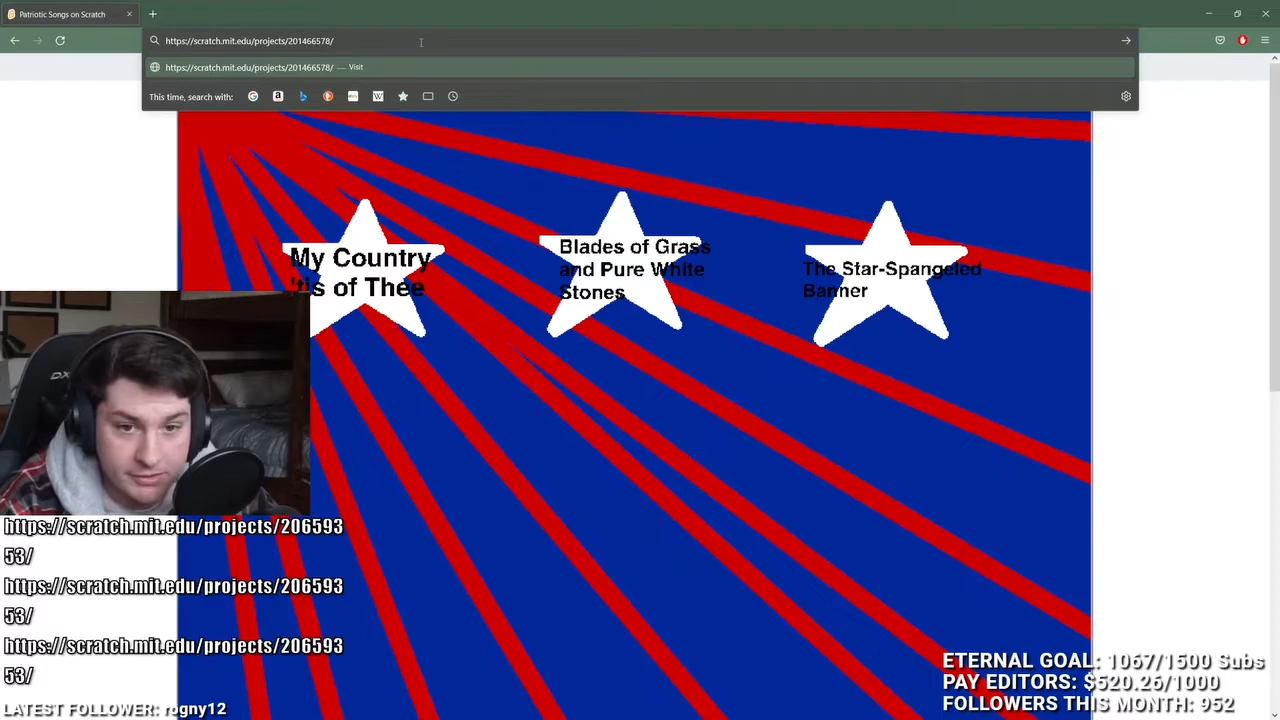 Patriotic Songs on Scratch
https://scratch.mit.edu/projects/201466578/
https://scratch.mit.edu/projects/201466578/ — Visit
This time, search with:
My Country
'tis of Thee
Blades of Grass
and Pure White
Stones
The Star-Spangeled
Banner
https://scratch.mit.edu/projects/206593
53/
https://scratch.mit.edu/projects/206593
53/
https://scratch.mit.edu/projects/206593
53/
LATEST FOLLOWER: rogny12
ETERNAL GOAL: 1067/1500 Subs
PAY EDITORS: $520.26/1000
FOLLOWERS THIS MONTH: 952